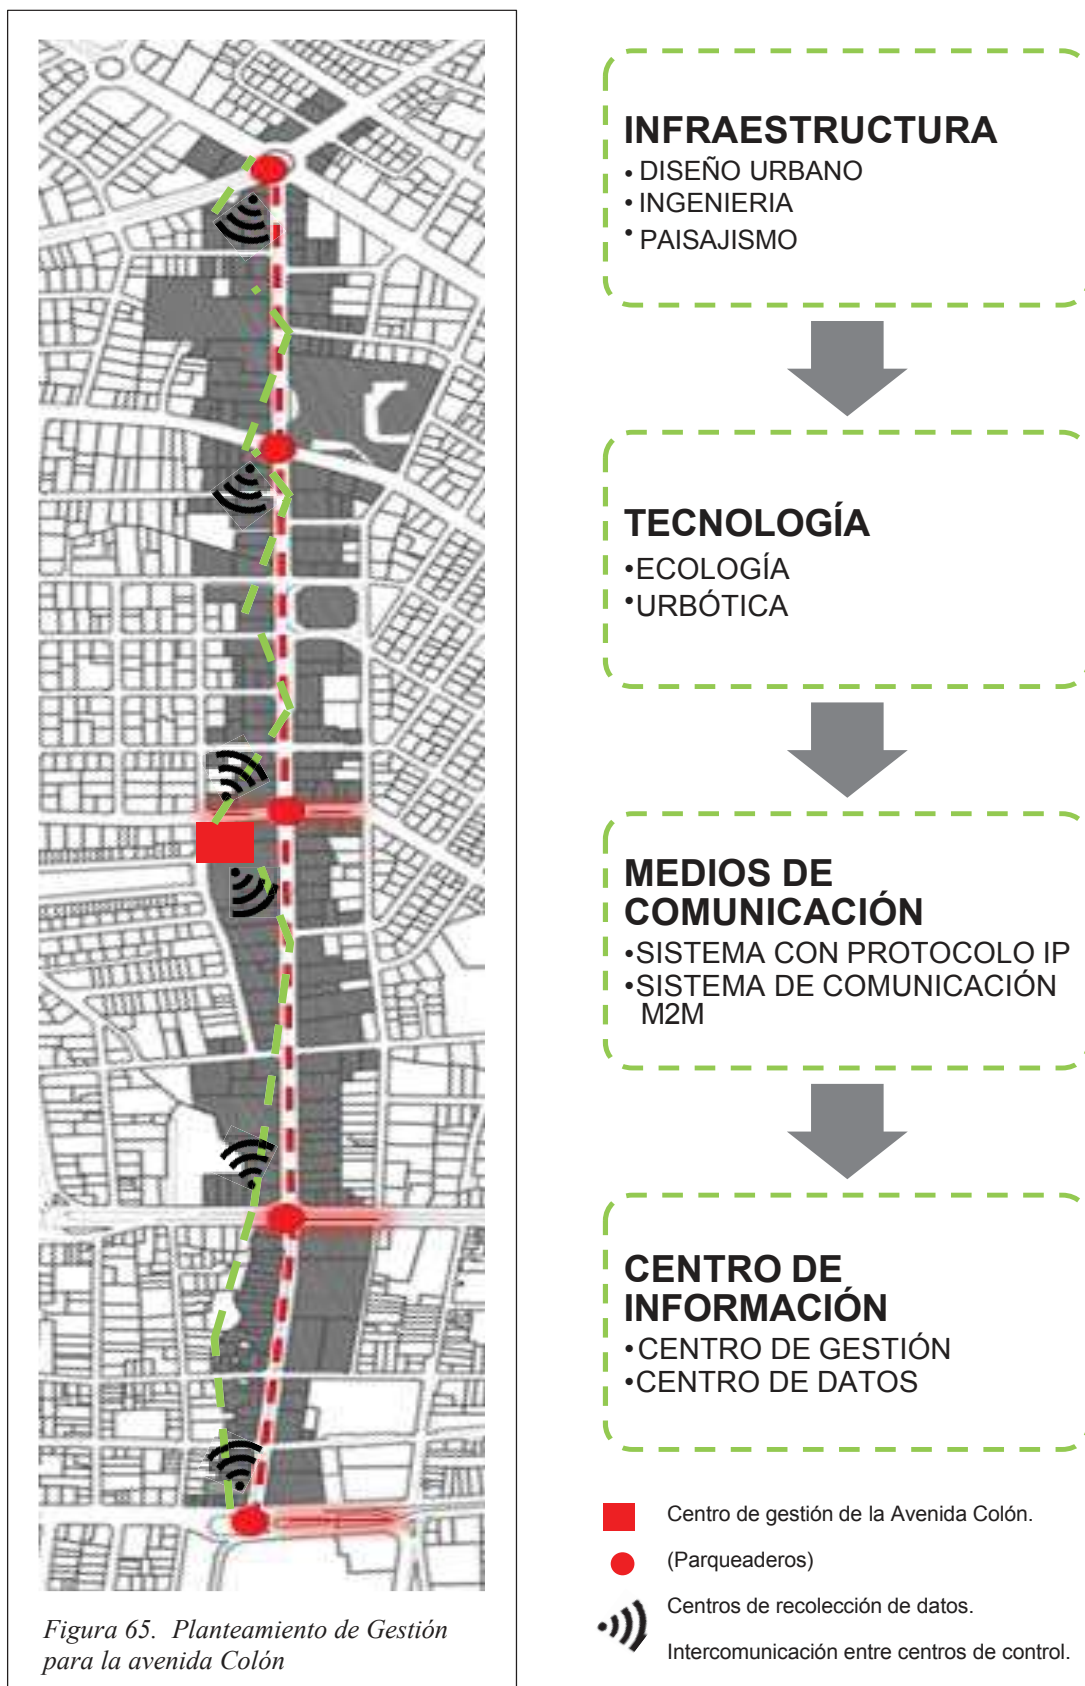 INFRAESTRUCTURA
• DISEÑO URBANO
• INGENIERIA
• PAISAJISMO
TECNOLOGÍA
•ECOLOGÍA
•URBÓTICA
MEDIOS DE
COMUNICACIÓN
•SISTEMA CON PROTOCOLO IP
•SISTEMA DE COMUNICACIÓN
M2M
CENTRO DE
INFORMACIÓN
•CENTRO DE GESTIÓN
•CENTRO DE DATOS
Centro de gestión de la Avenida Colón.
(Parqueaderos)
Centros de recolección de datos.
Intercomunicación entre centros de control.
Figura 65. Planteamiento de Gestión
para la avenida Colón